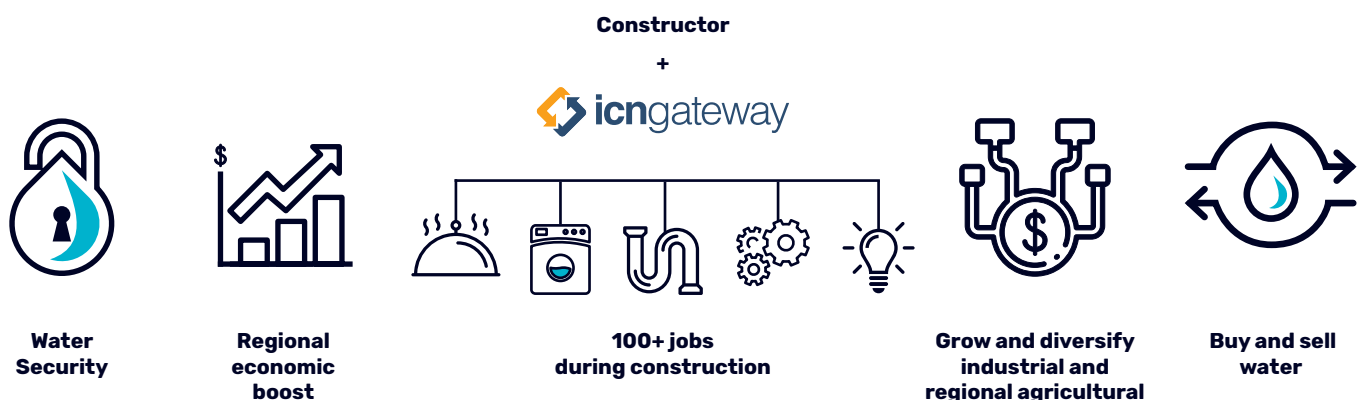 Constructor
+
icngateway
$
$
Water
Security
Regional
economic
boost
100+ jobs
during construction
Grow and diversify
industrial and
regional agricultural
Buy and sell
water